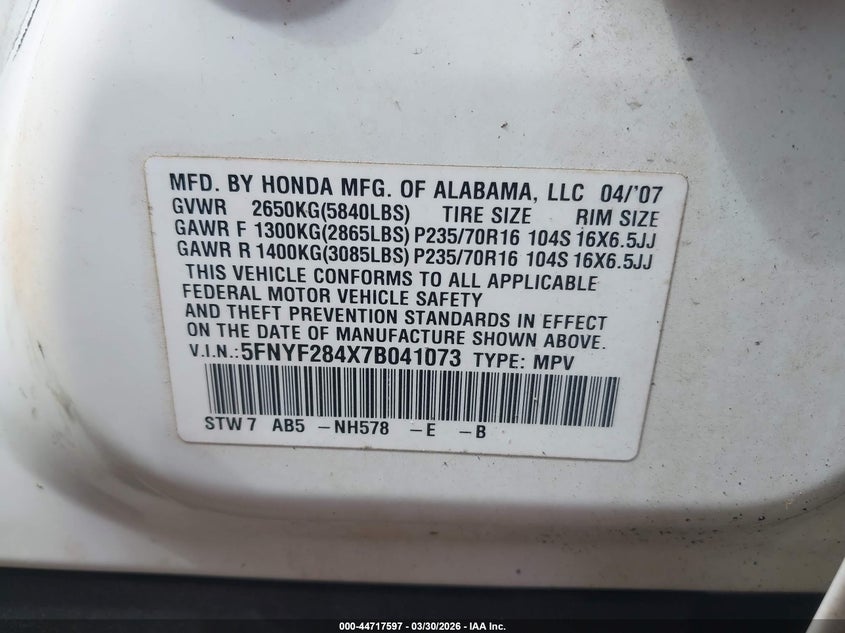 MFD. BY HONDA MFG. OF ALABAMA, LLC 04/'07
GVWR 2650KG(5840LBS) TIRE SIZE RIM SIZE
GAWR F 1300KG(2865LBS) P235/70R16 104S 16X6.5JJ
GAWR R 1400KG(3085LBS) P235/70R16 104S 16X6.5JJ
THIS VEHICLE CONFORMS TO ALL APPLICABLE
FEDERAL MOTOR VEHICLE SAFETY
AND THEFT PREVENTION STANDARDS IN EFFECT
ON THE DATE OF MANUFACTURE SHOWN ABOVE.
V.I.N.:5FNYF284X7B041073 TYPE: MPV
STW7 AB5 -NH578 -E -B
000-44717597 - 03/30/2026 - IAA Inc.